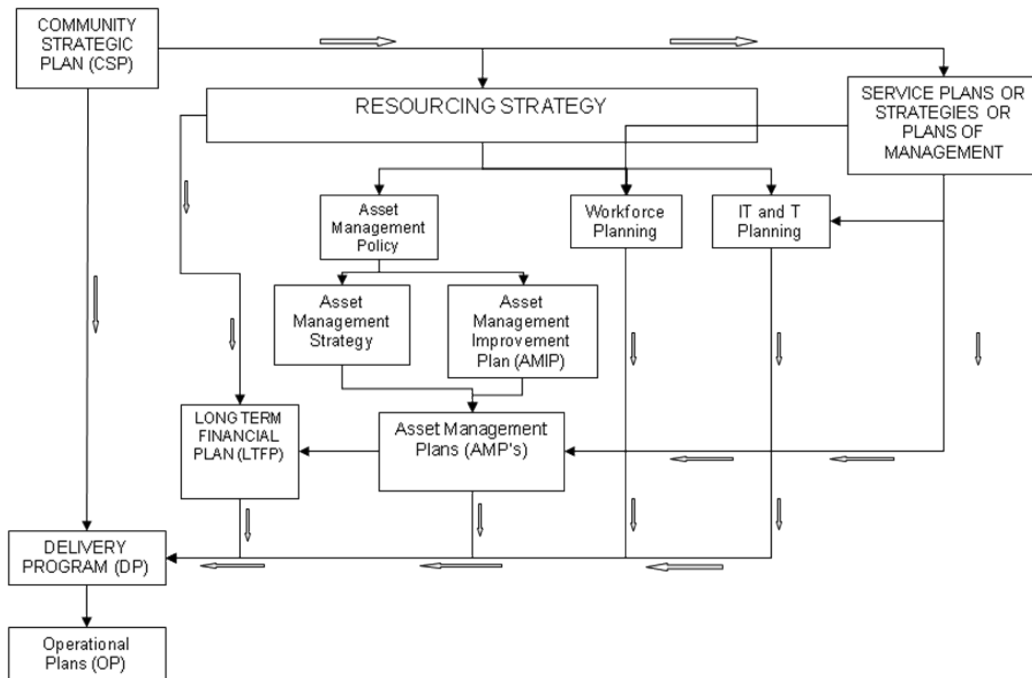 COMMUNITY
STRATEGIC
PLAN (CSP)
RESOURCING STRATEGY
SERVICE PLANS OR
STRATEGIES OR
PLANS OF
MANAGEMENT
Asset
Management
Policy
Workforce
Planning
IT and T
Planning
Asset
Management
Strategy
Asset
Management
Improvement
Plan (AMIP)
LONG TERM
FINANCIAL
PLAN (LTFP)
Asset Management
Plans (AMP's)
DELIVERY
PROGRAM (DP)
Operational
Plans (OP)